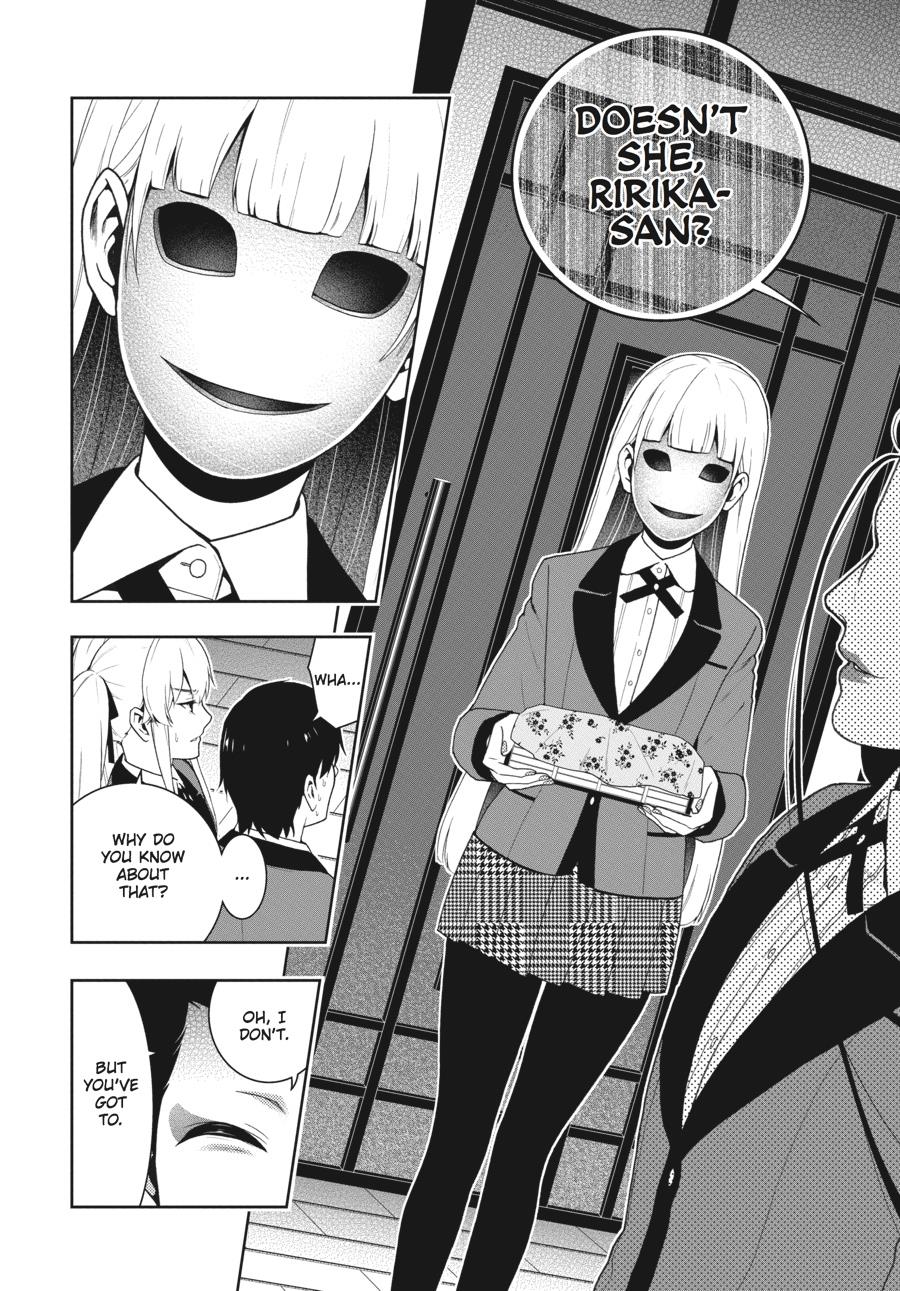 DOESN'T
SHE,
RIRIKA-
SAN?
WHA...
...
WHY DO
YOU KNOW
ABOUT
THAT?
OH, I
DON'T.
BUT
YOU'VE
GOT
TO.